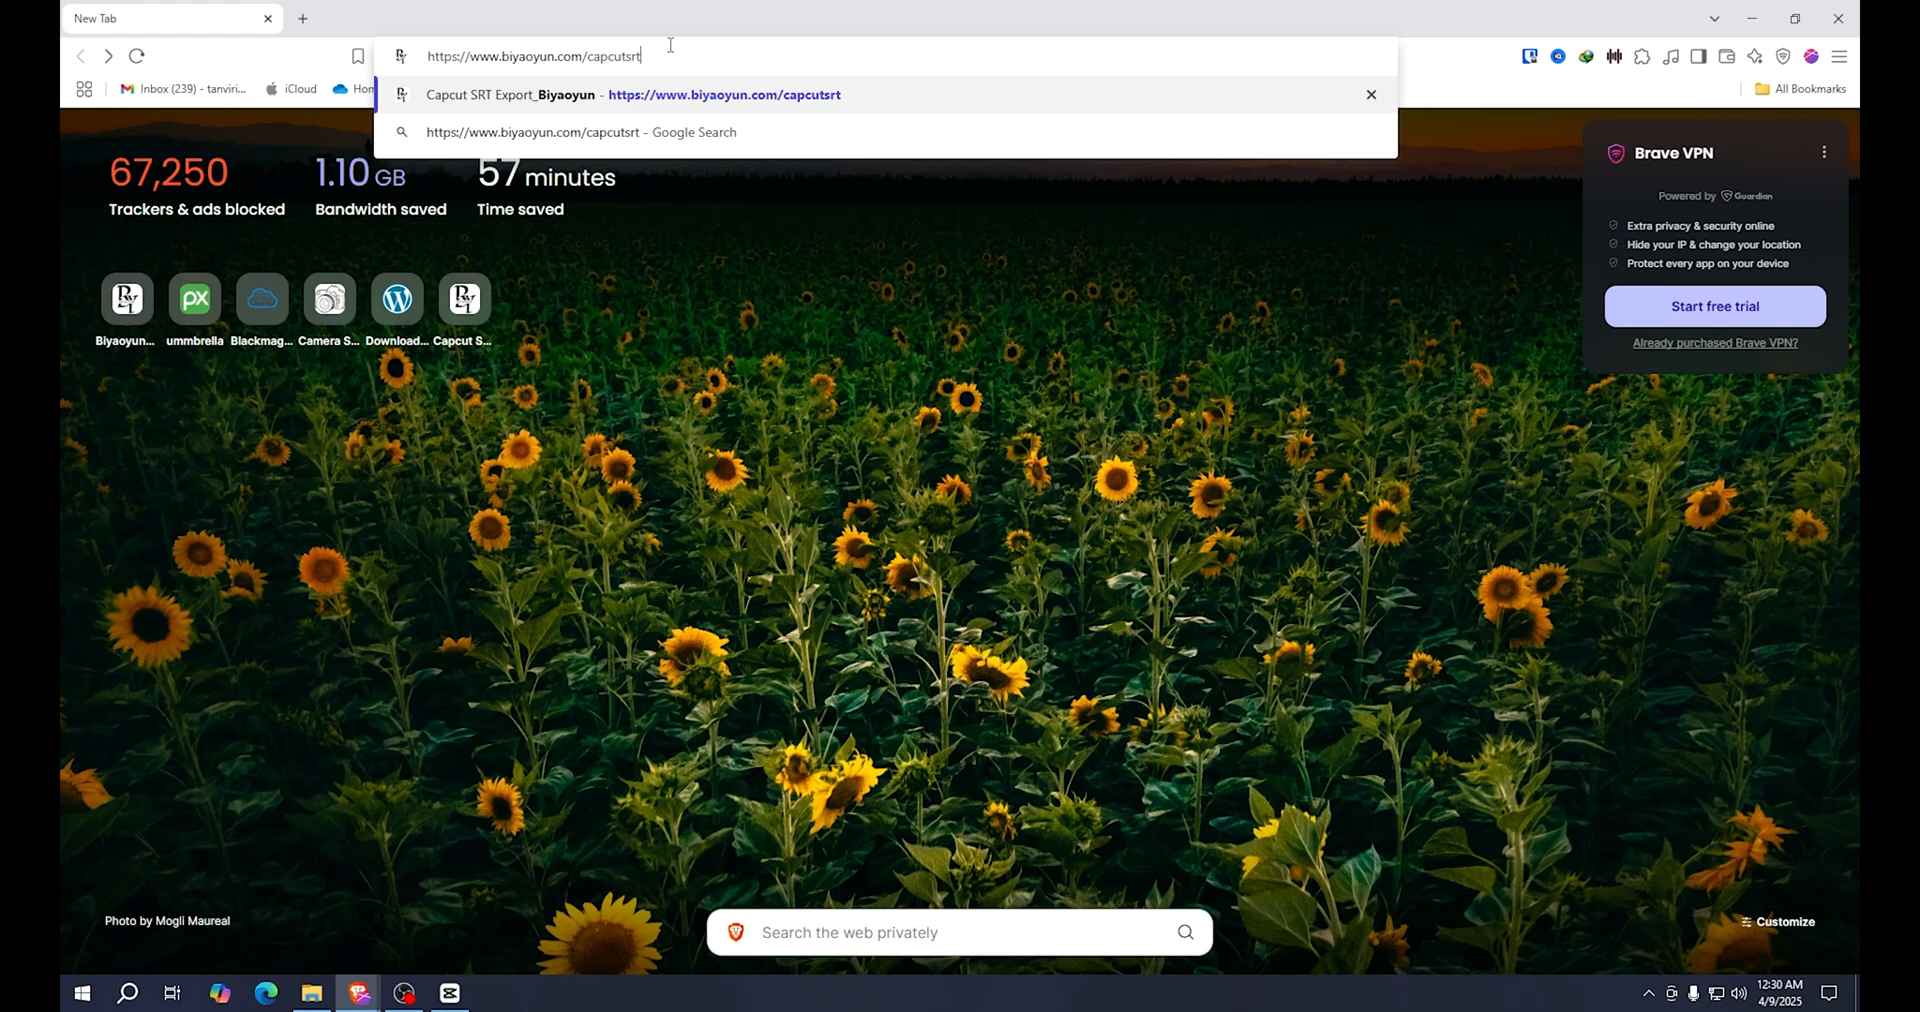 New Tab
https://www.biyaoyun.com/capcutsrt
Inbox (239) - tanviri...
iCloud
Hom
All Bookmarks
Capcut SRT Export_Biyaoyun - https://www.biyaoyun.com/capcutsrt
https://www.biyaoyun.com/capcutsrt - Google Search
67,250
Trackers & ads blocked
1.10 GB
Bandwidth saved
57 minutes
Time saved
Brave VPN
Powered by Guardian
Extra privacy & security online
Hide your IP & change your location
Protect every app on your device
Start free trial
Already purchased Brave VPN?
px
Biyaoyun...
ummbrella
Blackmag...
Camera S...
Download...
Capcut S...
Photo by Mogli Maureal
Search the web privately
Customize
12:30 AM
4/9/2025